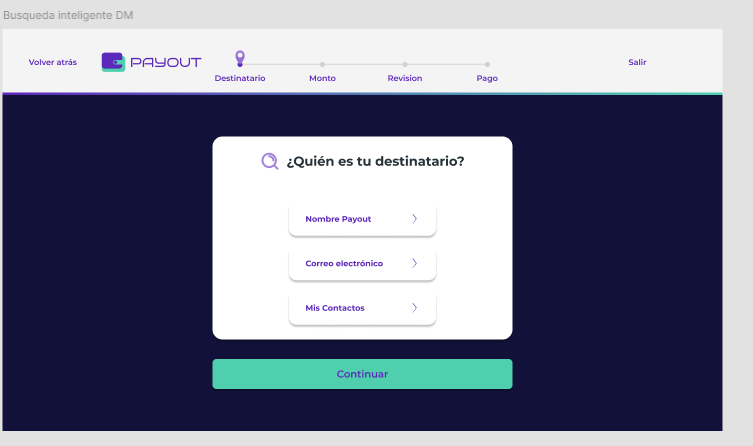 Busqueda inteligente DM
Volver atrás
PAYOUT
Salir
Destinatario Monto Revision Pago
¿Quién es tu destinatario?
Nombre Payout
Correo electrónico
Mis Contactos
Continuar